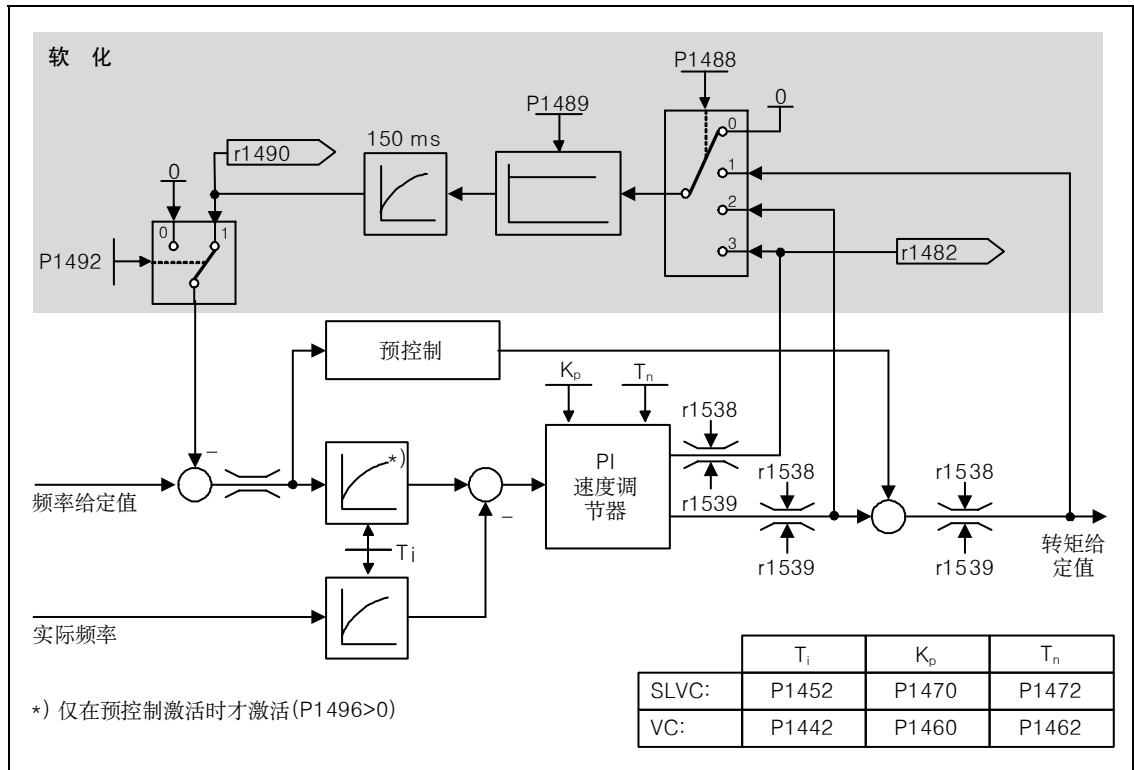 软 化
P1488
0
P1489
150 ms
r1490
0
0
1
P1492
0
1
2
3
r1482
预控制
Kp
Tn
r1538
*)
PI
速度调
节器
r1539
r1538
r1539
r1538
r1539
–
频率给定值
–
转矩给
定值
Ti
实际频率
Ti Kp Tn
SLVC: P1452 P1470 P1472
VC: P1442 P1460 P1462
*) 仅在预控制激活时才激活(P1496>0)